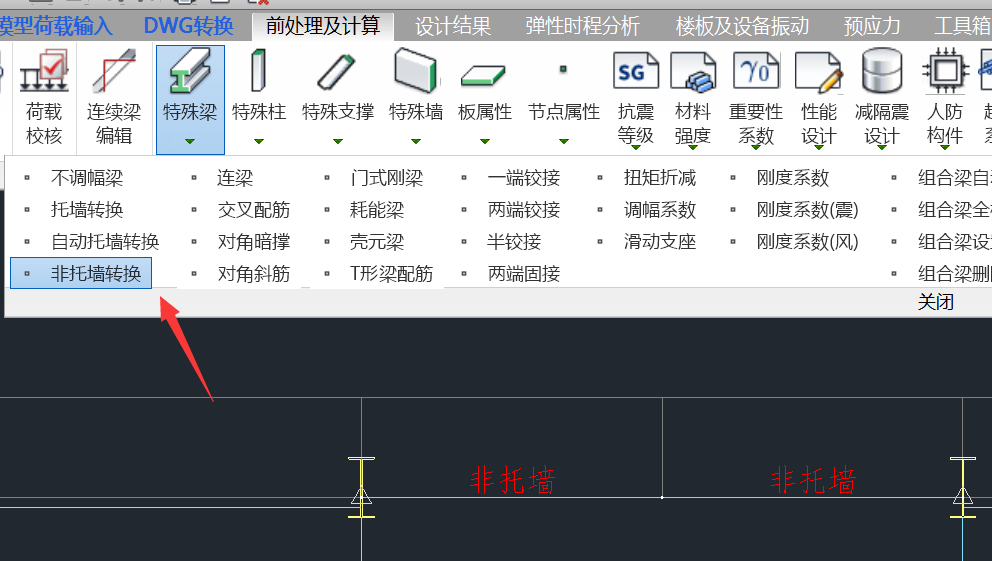 模型荷载输入 DWG转换 前处理及计算 设计结果 弹性时程分析 楼板及设备振动 预应力 工具箱
荷载校核 连续梁编辑 特殊梁 特殊柱 特殊支撑 特殊墙 板属性 节点属性 SG 抗震等级 材料强度 γ0 重要性系数 性能设计 减隔震设计 人防构件
不调幅梁 连梁 门式刚梁 一端铰接 扭矩折减 刚度系数 组合梁自
托墙转换 交叉配筋 耗能梁 两端铰接 调幅系数 刚度系数(震) 组合梁全
自动托墙转换 对角暗撑 壳元梁 半铰接 滑动支座 刚度系数(风) 组合梁设
非托墙转换 对角斜筋 T形梁配筋 两端固接 组合梁删
关闭
非托墙 非托墙